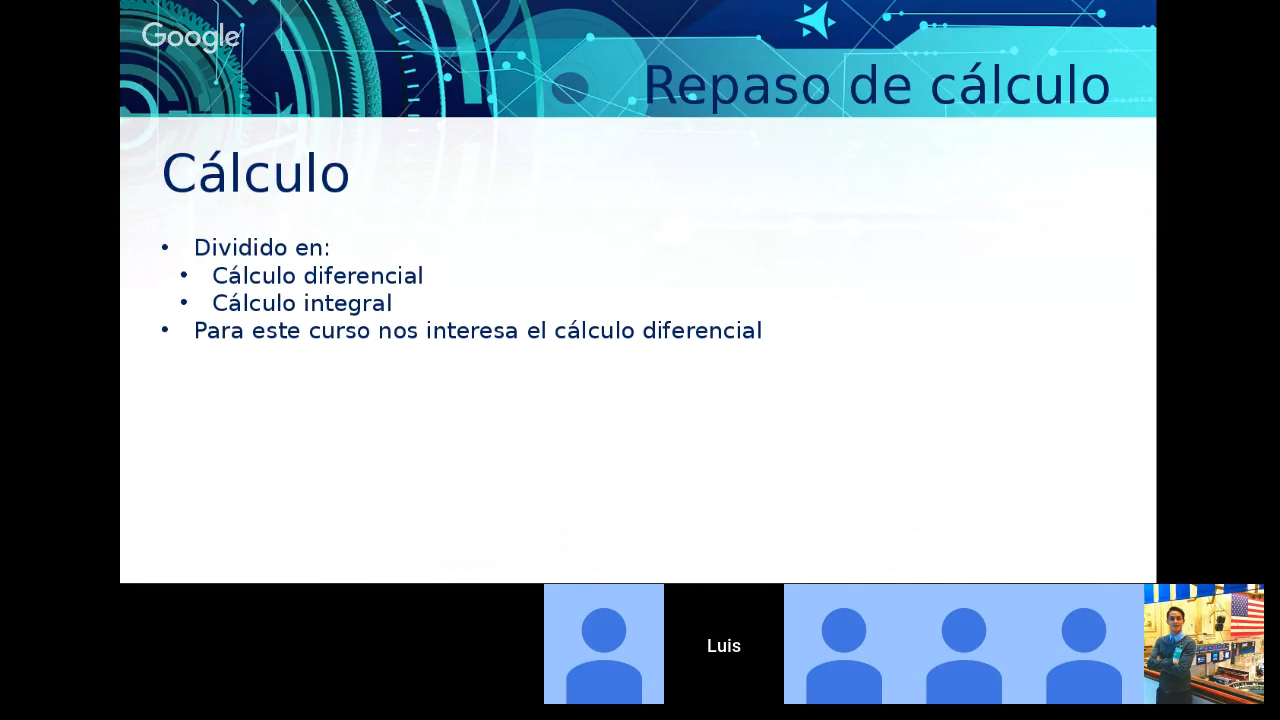 Google
Repaso de cálculo
Cálculo
• Dividido en:
• Cálculo diferencial
• Cálculo integral
• Para este curso nos interesa el cálculo diferencial
Luis